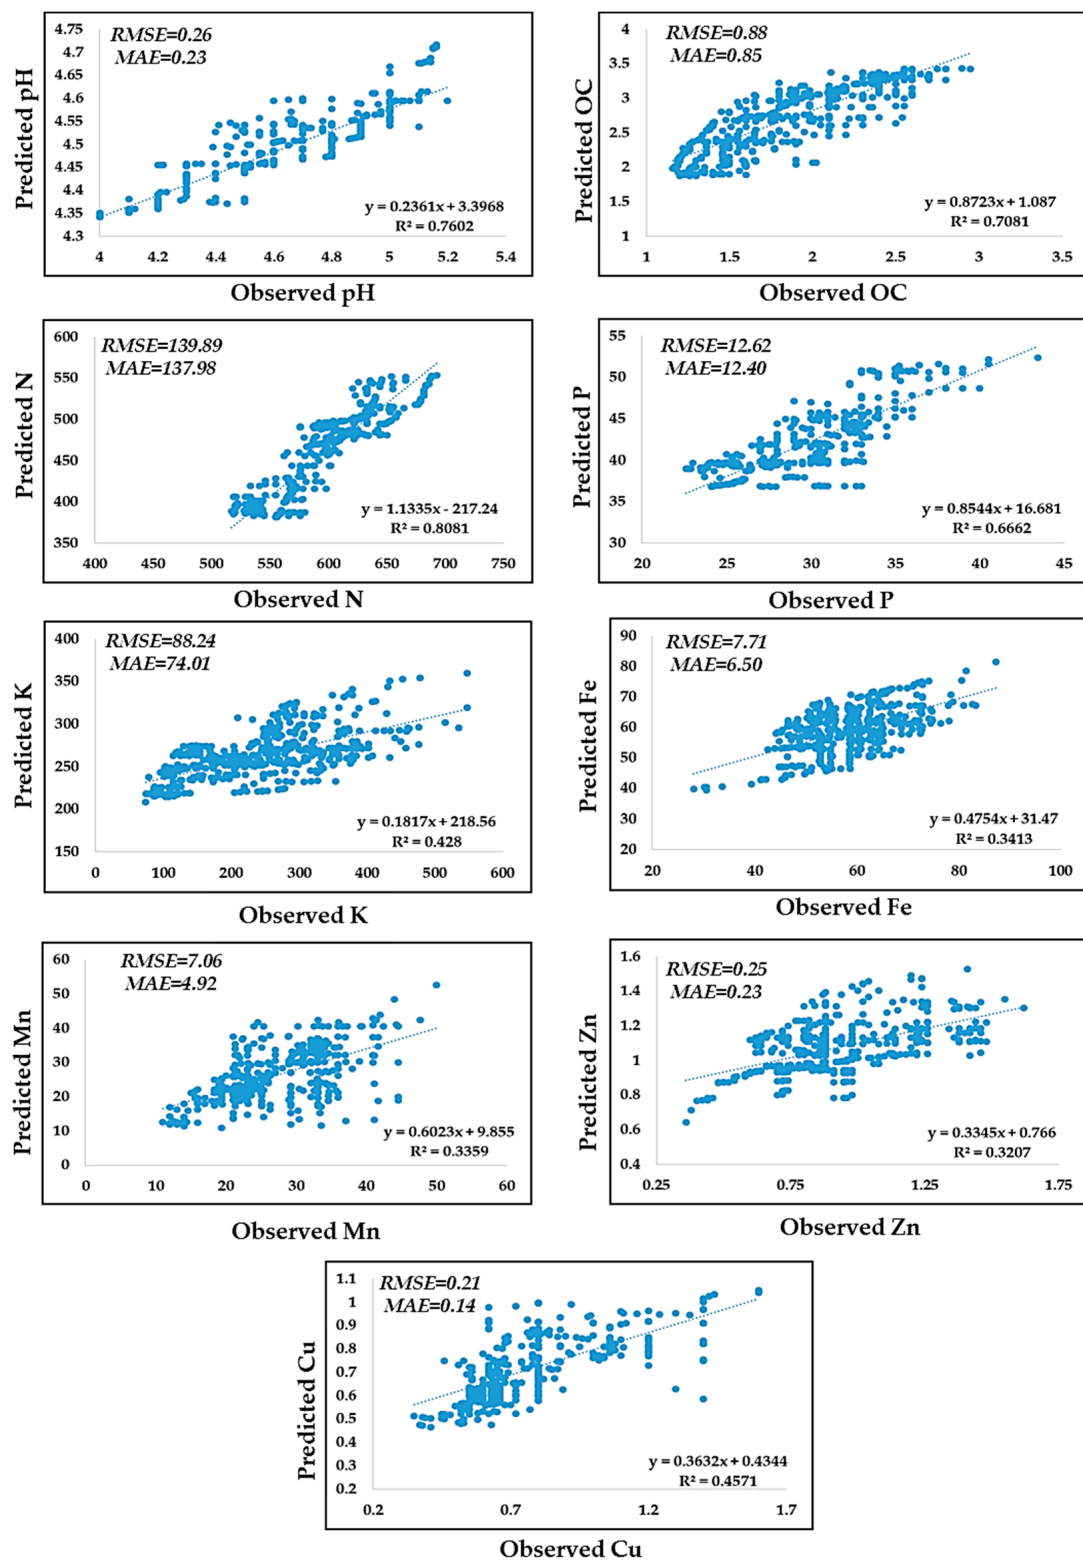 RMSE=0.26
MAE=0.23
4.75
4.7
4.65
4.6
4.55
4.5
4.45
4.4
4.35
4.3
Predicted pH
y = 0.2361x + 3.3968
R² = 0.7602
4 4.2 4.4 4.6 4.8 5 5.2 5.4
Observed pH
RMSE=0.88
MAE=0.85
4
3.5
3
2.5
2
1.5
1
Predicted OC
y = 0.8723x + 1.087
R² = 0.7081
1 1.5 2 2.5 3 3.5
Observed OC
RMSE=139.89
MAE=137.98
600
550
500
450
400
350
Predicted N
y = 1.1335x - 217.24
R² = 0.8081
400 450 500 550 600 650 700 750
Observed N
RMSE=12.62
MAE=12.40
55
50
45
40
35
30
Predicted P
y = 0.8544x + 16.681
R² = 0.6662
20 25 30 35 40 45
Observed P
RMSE=88.24
MAE=74.01
400
350
300
250
200
150
Predicted K
y = 0.1817x + 218.56
R² = 0.428
0 100 200 300 400 500 600
Observed K
RMSE=7.71
MAE=6.50
90
80
70
60
50
40
30
20
Predicted Fe
y = 0.4754x + 31.47
R² = 0.3413
20 40 60 80 100
Observed Fe
RMSE=7.06
MAE=4.92
60
50
40
30
20
10
0
Predicted Mn
y = 0.6023x + 9.855
R² = 0.3359
0 10 20 30 40 50 60
Observed Mn
RMSE=0.25
MAE=0.23
1.6
1.4
1.2
1
0.8
0.6
0.4
Predicted Zn
y = 0.3345x + 0.766
R² = 0.3207
0.25 0.75 1.25 1.75
Observed Zn
RMSE=0.21
MAE=0.14
1.1
1
0.9
0.8
0.7
0.6
0.5
0.4
0.3
0.2
Predicted Cu
y = 0.3632x + 0.4344
R² = 0.4571
0.2 0.7 1.2 1.7
Observed Cu